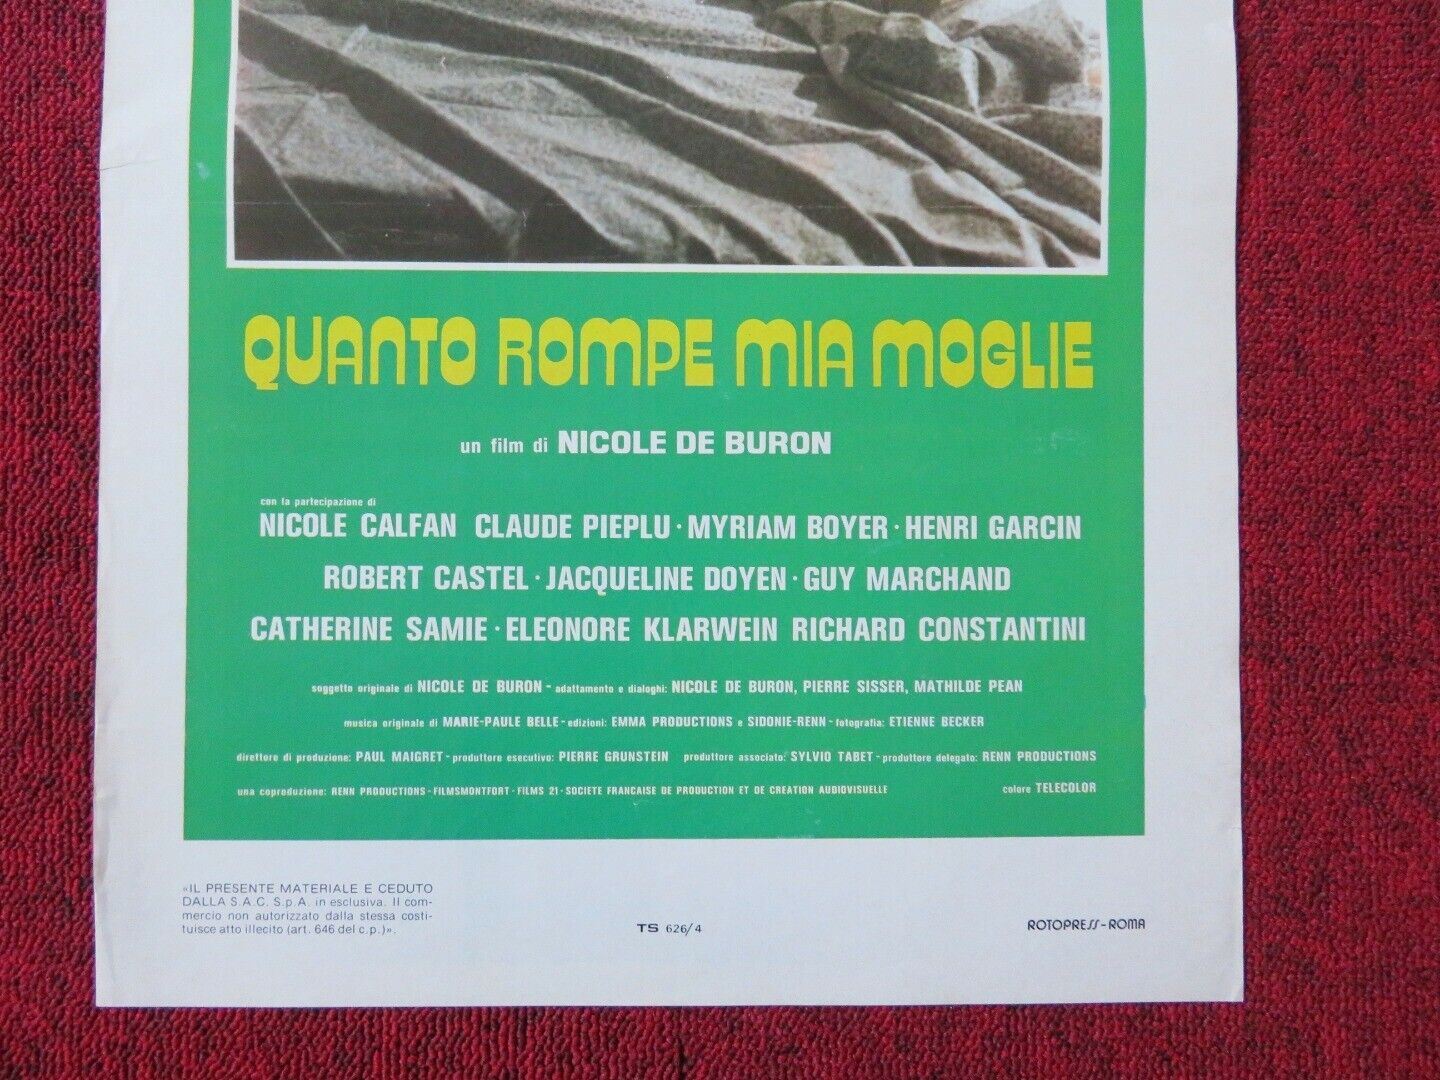 QUANTO ROMPE MIA MOGLIE
un film di NICOLE DE BURON
con la partecipazione di
NICOLE CALFAN CLAUDE PIEPLU · MYRIAM BOYER · HENRI GARCIN
ROBERT CASTEL · JACQUELINE DOYEN · GUY MARCHAND
CATHERINE SAMIE · ELEONORE KLARWEIN RICHARD CONSTANTINI
soggetto originale di NICOLE DE BURON - adattamento e dialoghi: NICOLE DE BURON, PIERRE SISSER, MATHILDE PEAN
musica originale di MARIE-PAULE BELLE - edizioni: EMMA PRODUCTIONS e SIDONIE-RENN - fotografia: ETIENNE BECKER
direttore di produzione: PAUL MAIGRET - produttore esecutivo: PIERRE GRUNSTEIN produttore associato: SYLVIO TABET - produttore delegato: RENN PRODUCTIONS
una coproduzione: RENN PRODUCTIONS - FILMSMONTFORT - FILMS 21 - SOCIETE FRANCAISE DE PRODUCTION ET DE CREATION AUDIOVISUELLE colore TELECOLOR
«IL PRESENTE MATERIALE E CEDUTO
DALLA S.A.C. S.p.A. in esclusiva. Il com-
mercio non autorizzato dalla stessa costi-
tuisce atto illecito (art. 646 del c.p.)».
TS 626/4
ROTOPRESS-ROMA